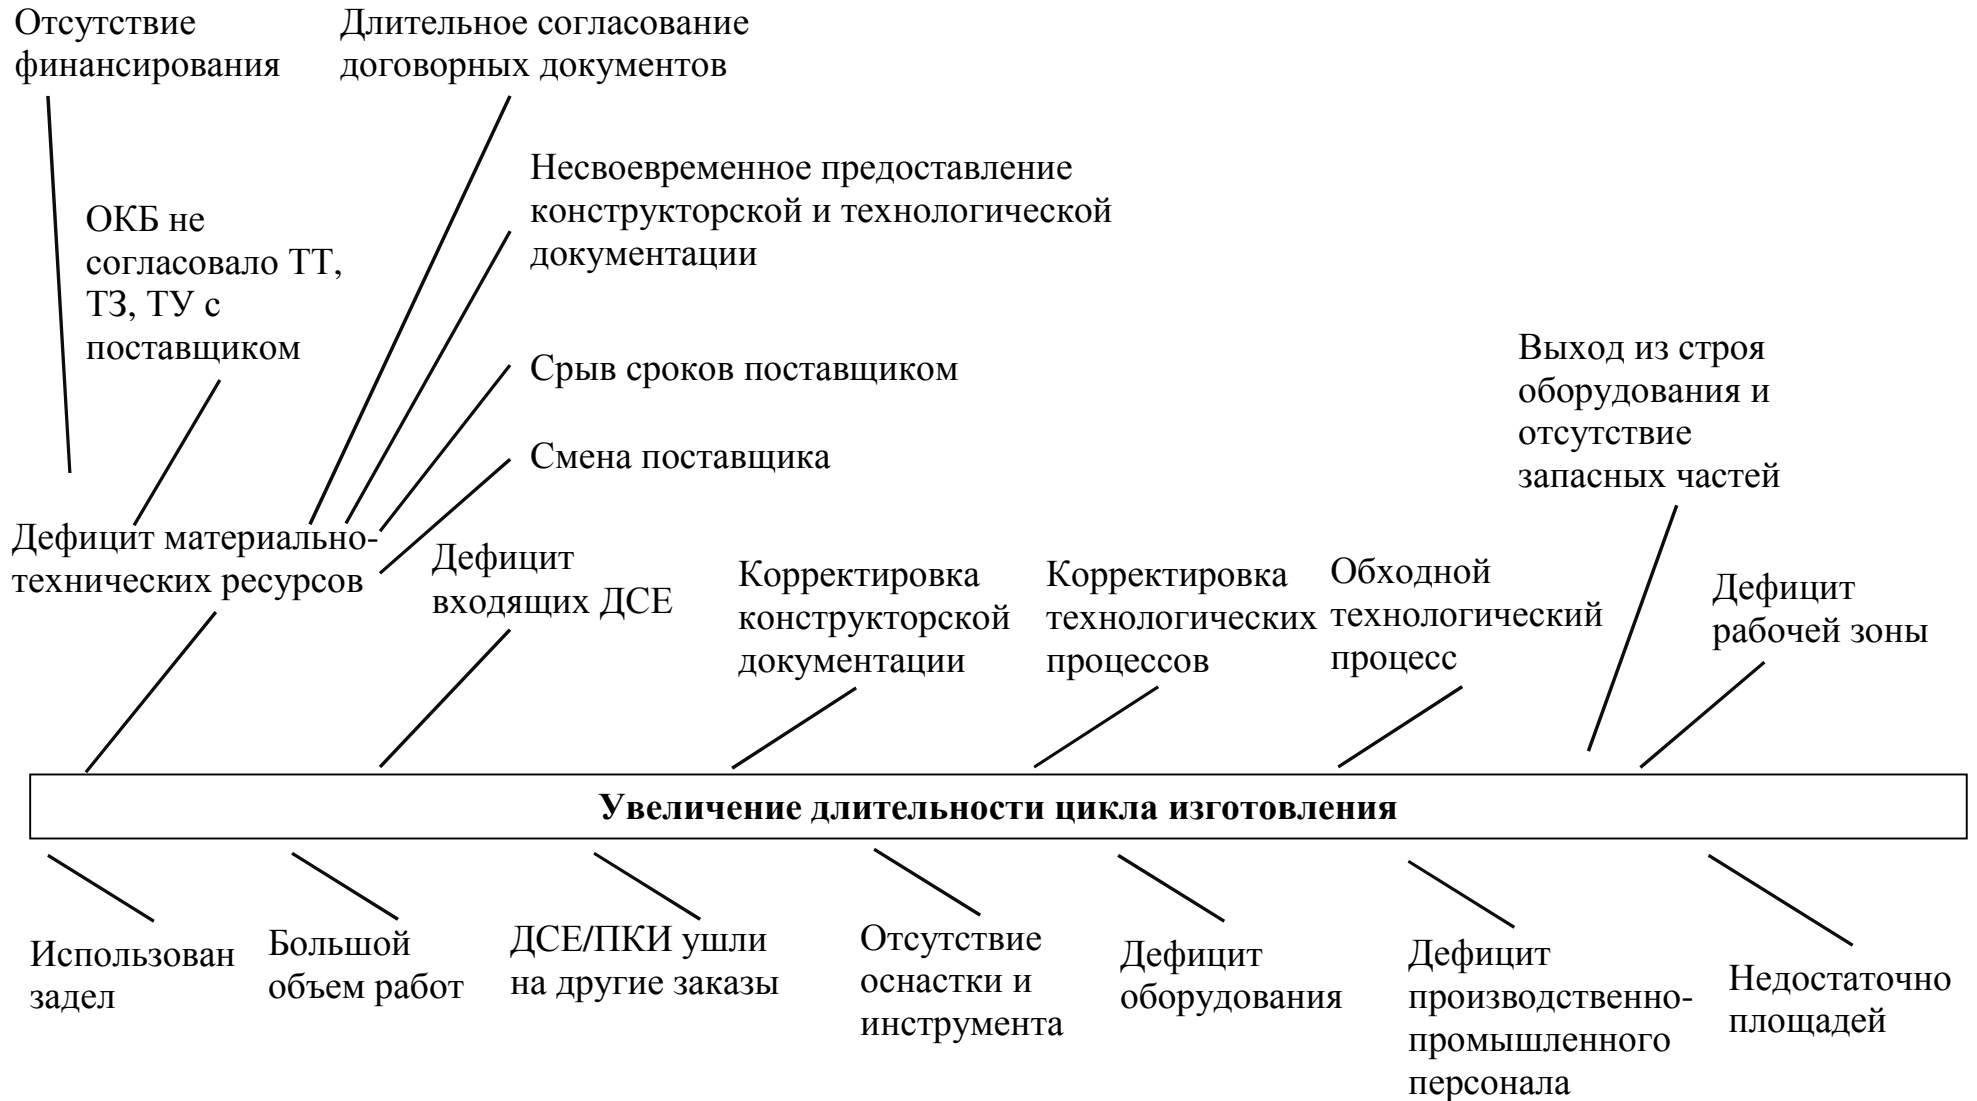 Отсутствие
финансирования
Длительное согласование
договорных документов
Несвоевременное предоставление
конструкторской и технологической
документации
ОКБ не
согласовало ТТ,
ТЗ, ТУ с
поставщиком
Срыв сроков поставщиком
Смена поставщика
Выход из строя
оборудования и
отсутствие
запасных частей
Дефицит материально-
технических ресурсов
Дефицит
входящих ДСЕ
Корректировка
конструкторской
документации
Корректировка
технологических
процессов
Обходной
технологический
процесс
Дефицит
рабочей зоны
Увеличение длительности цикла изготовления
Использован
задел
Большой
объем работ
ДСЕ/ПКИ ушли
на другие заказы
Отсутствие
оснастки и
инструмента
Дефицит
оборудования
Дефицит
производственно-
промышленного
персонала
Недостаточно
площадей